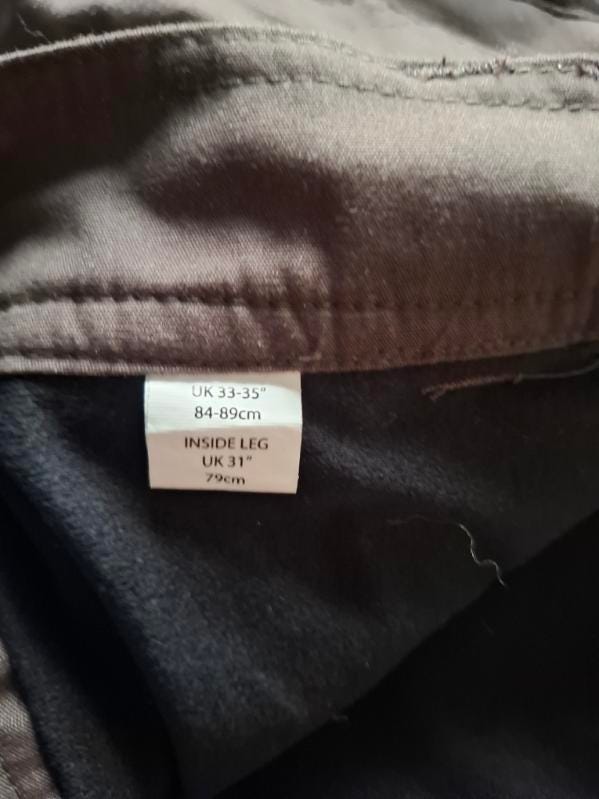 UK 33-35"
84-89cm
INSIDE LEG
UK 31"
79cm